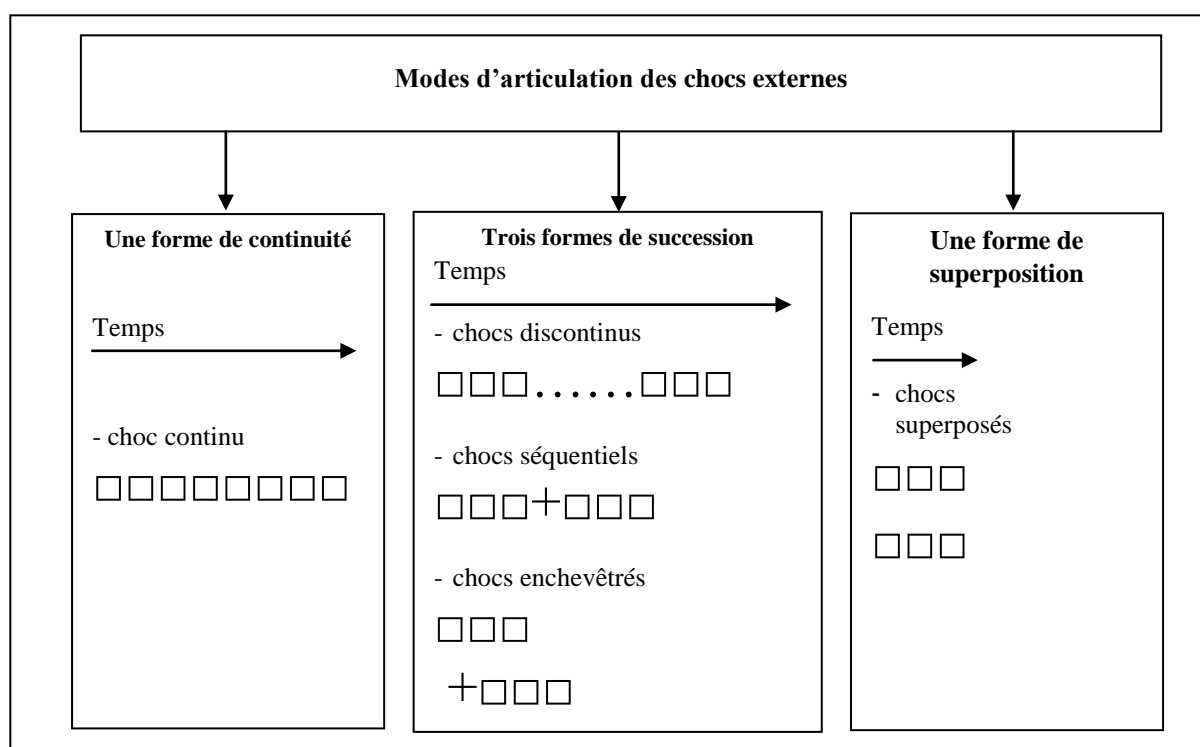 Modes d’articulation des chocs externes
Une forme de continuité
Temps
- choc continu
□□□□□□□□
Trois formes de succession
Temps
- chocs discontinus
□□□......□□□
- chocs séquentiels
□□□+□□□
- chocs enchevêtrés
□□□
+□□□
Une forme de
superposition
Temps
- chocs
superposés
□□□
□□□